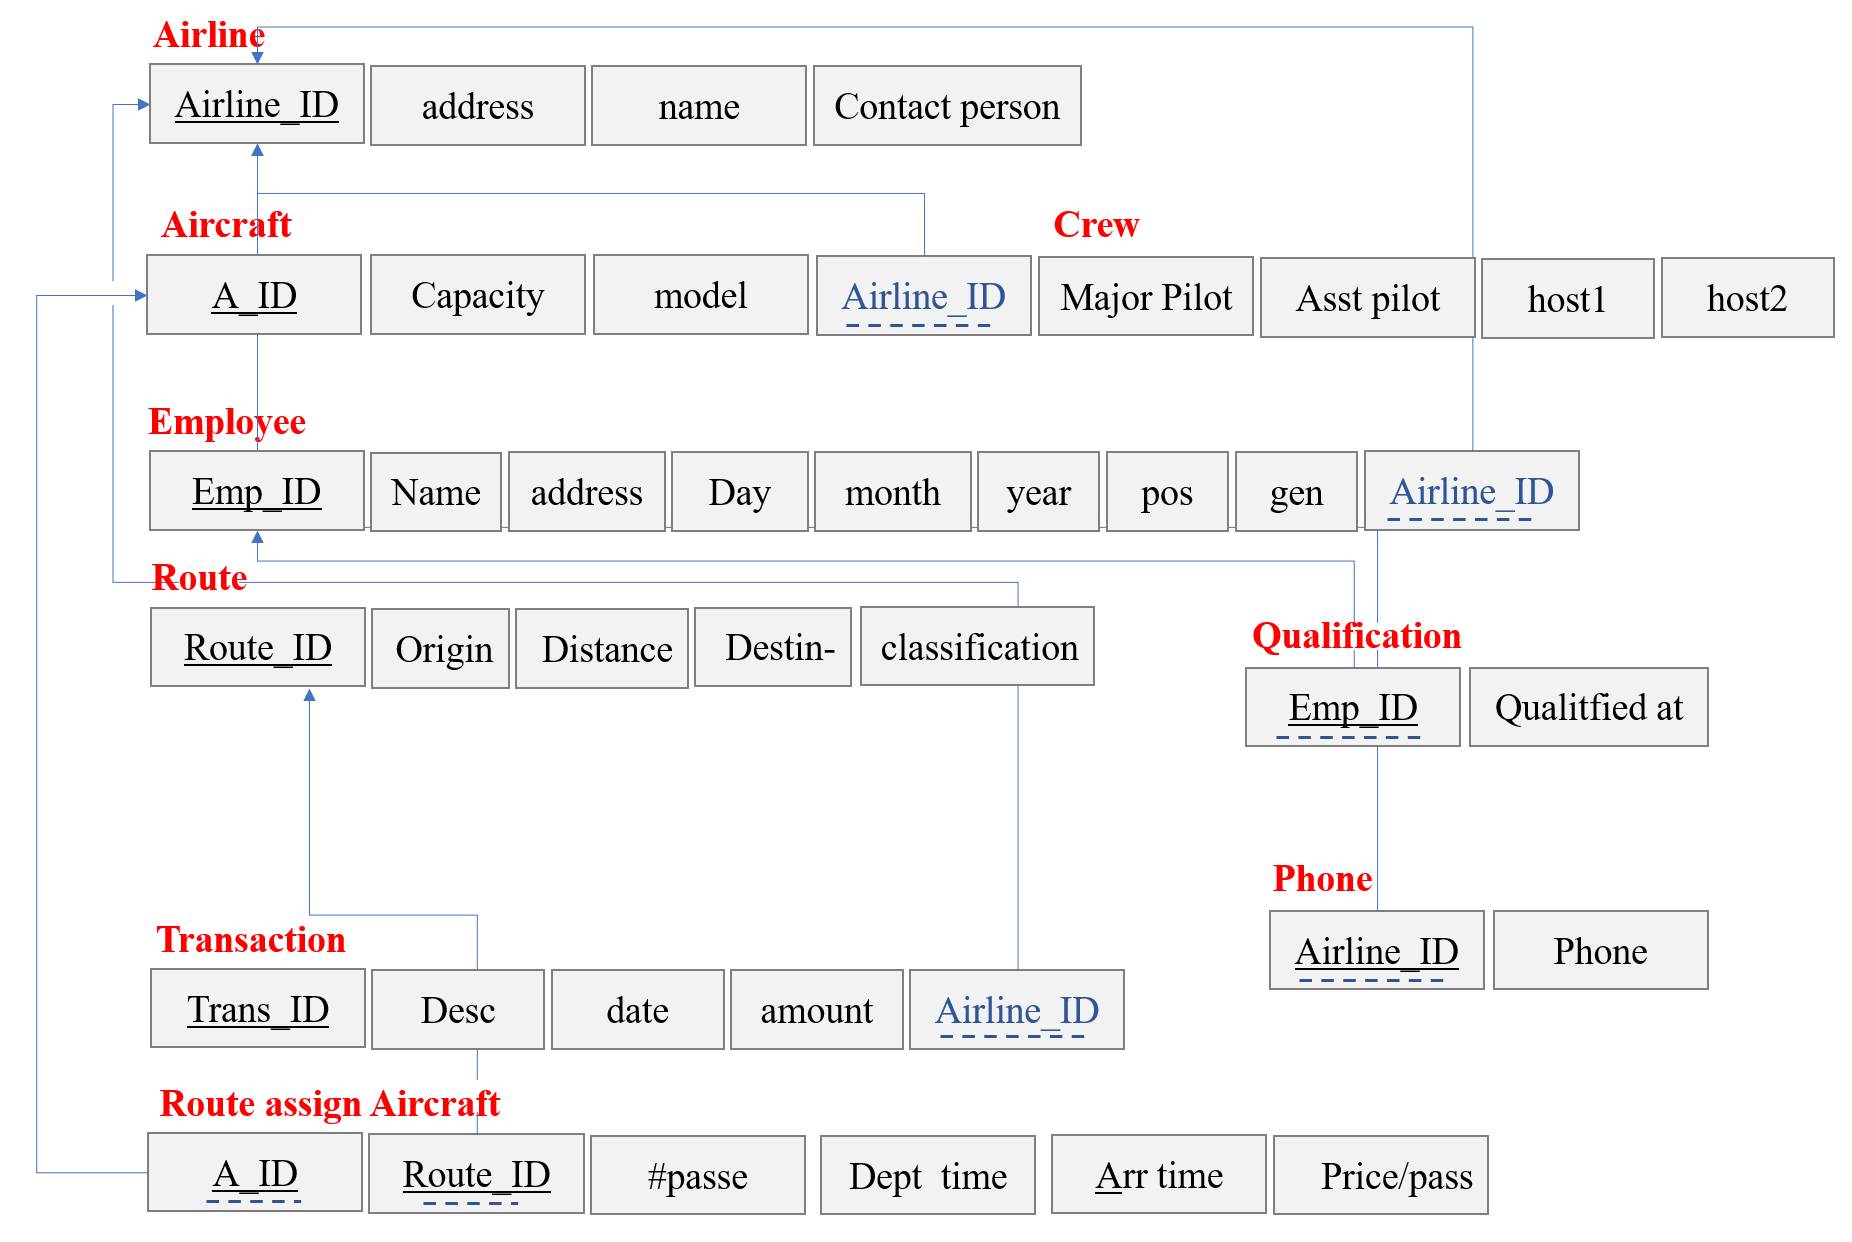 Airline
Airline_ID address name Contact person
Aircraft Crew
A_ID Capacity model Airline_ID Major Pilot Asst pilot host1 host2
Employee
Emp_ID Name address Day month year pos gen Airline_ID
Route
Route_ID Origin Distance Destin- classification
Qualification
Emp_ID Qualitfied at
Phone
Airline_ID Phone
Transaction
Trans_ID Desc date amount Airline_ID
Route assign Aircraft
A_ID Route_ID #passe Dept time Arr time Price/pass